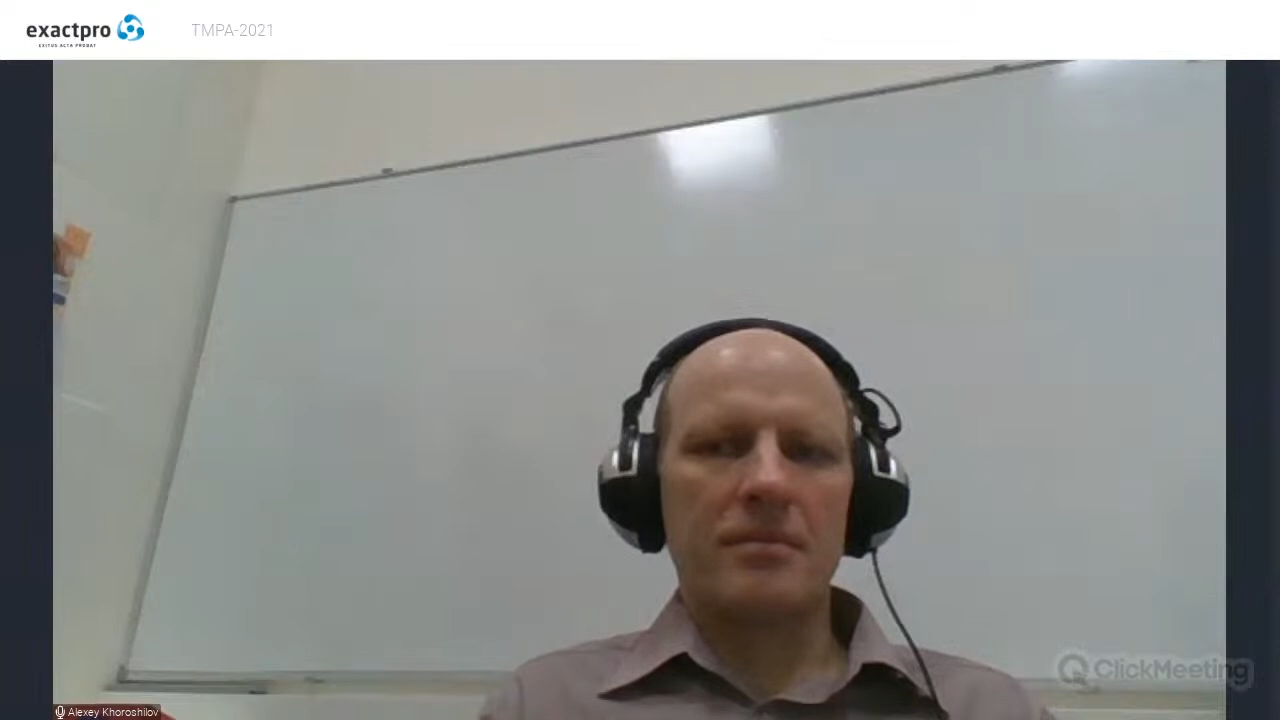 exactpro
EXITUS ACTA PROBAT
TMPA-2021
ClickMeeting
Alexey Khoroshilov